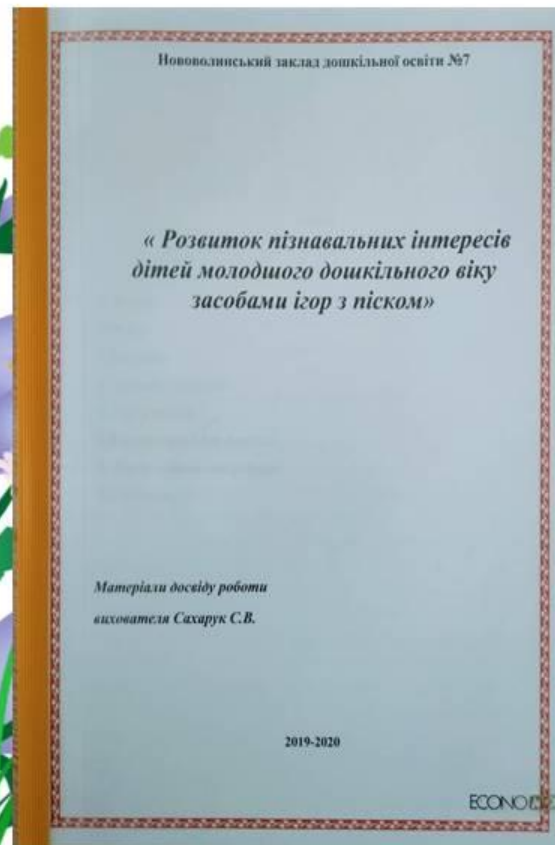 Нововолинський заклад дошкільної освіти №7
« Розвиток пізнавальних інтересів
дітей молодшого дошкільного віку
засобами ігор з піском»
Матеріали досвіду роботи
вихователя Сахарук С.В.
2019-2020